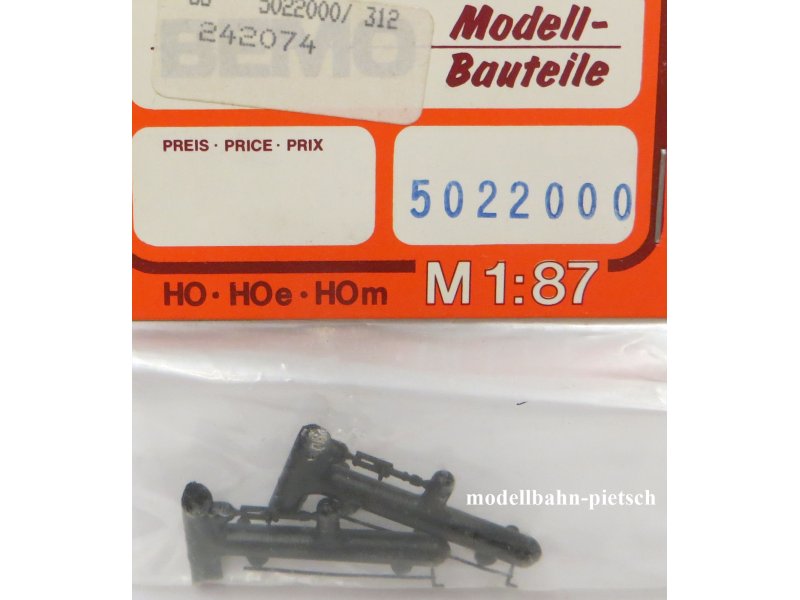 5022000/ 312
242074
BEMO
Modell-
Bauteile
PREIS · PRICE · PRIX
5022000
HO · HOe · HOm
M 1:87
modellbahn-pietsch